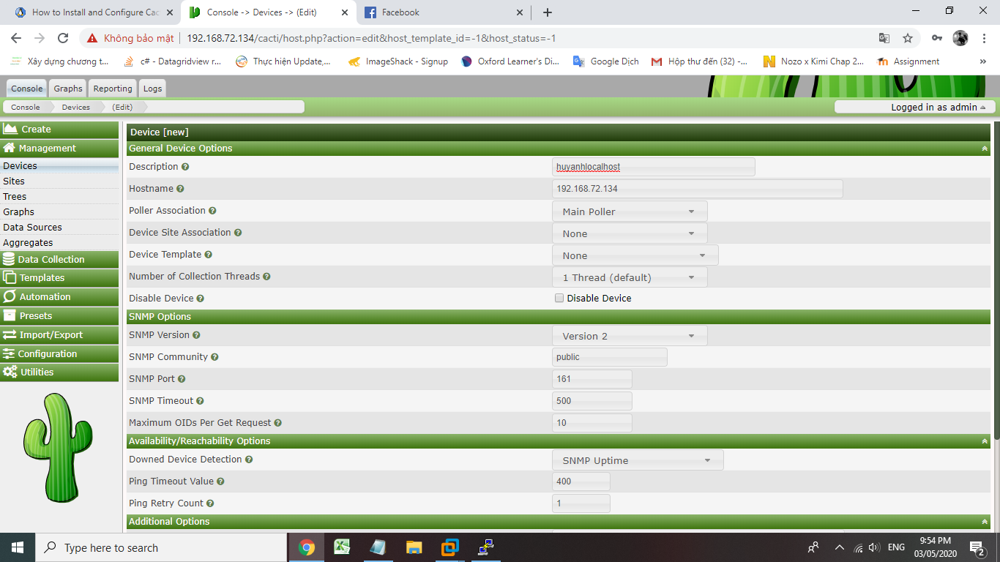 How to Install and Configure Cac
Console -> Devices -> (Edit)
Facebook
Không bảo mật
192.168.72.134/cacti/host.php?action=edit&host_template_id=-1&host_status=-1
Xây dựng chương t...
c# - Datagridview r...
Thực hiện Update,...
ImageShack - Signup
Oxford Learner's Di...
Google Dịch
Hộp thư đến (32) -...
Nozo x Kimi Chap 2...
Assignment
Console
Graphs
Reporting
Logs
Console
Devices
(Edit)
Logged in as admin
Create
Management
Devices
Sites
Trees
Graphs
Data Sources
Aggregates
Data Collection
Templates
Automation
Presets
Import/Export
Configuration
Utilities
Device [new]
General Device Options
Description
huyanhlocalhost
Hostname
192.168.72.134
Poller Association
Main Poller
Device Site Association
None
Device Template
None
Number of Collection Threads
1 Thread (default)
Disable Device
Disable Device
SNMP Options
SNMP Version
Version 2
SNMP Community
public
SNMP Port
161
SNMP Timeout
500
Maximum OIDs Per Get Request
10
Availability/Reachability Options
Downed Device Detection
SNMP Uptime
Ping Timeout Value
400
Ping Retry Count
1
Additional Options
Type here to search
ENG
9:54 PM
03/05/2020
2